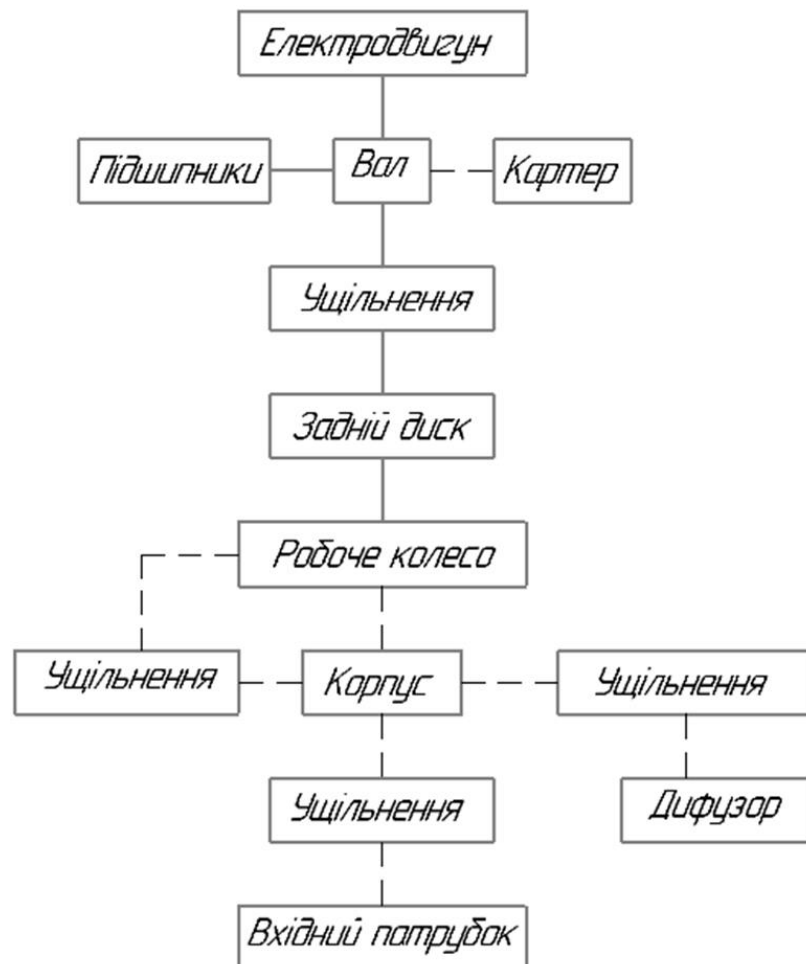 Електродвигун
Підшипники
Вал
Картер
Ущільнення
Задній диск
Робоче колесо
Ущільнення
Корпус
Ущільнення
Ущільнення
Дифузор
Вхідний патрубок